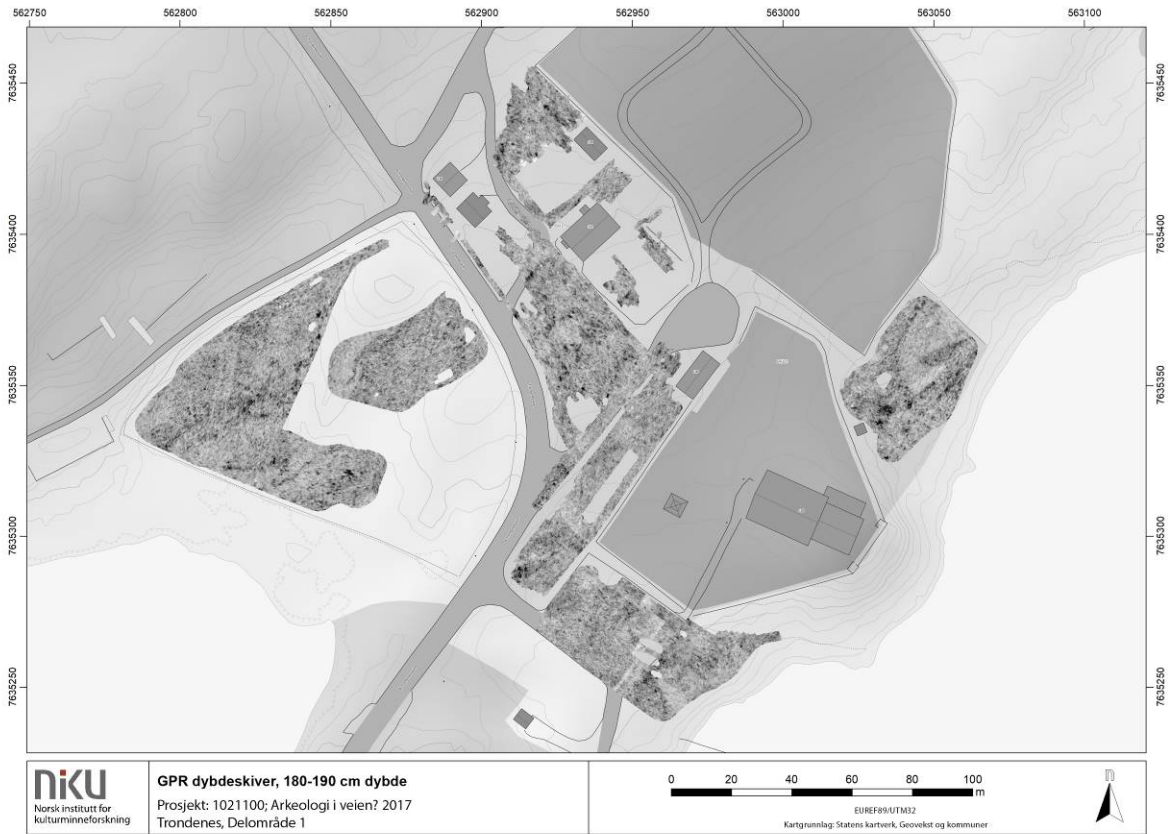 562750 562800 562850 562900 562950 563000 563050 563100
7635450 7635450
7635400 7635400
7635350 7635350
7635300 7635300
7635250 7635250
niku
Norsk institutt for
kulturminneforskning
GPR dybdeskiver, 180-190 cm dybde
Prosjekt: 1021100; Arkeologi i veien? 2017
Trondenes, Delområde 1
0 20 40 60 80 100
m
EUREF89/UTM32
Kartgrunnlag: Statens kartverk, Geovekst og kommuner
n